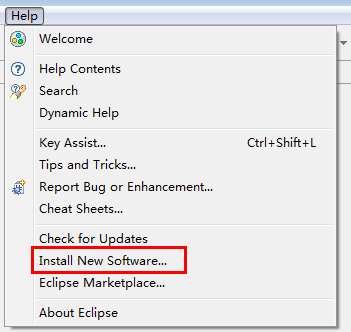 Help
Welcome
Help Contents
Search
Dynamic Help
Key Assist... Ctrl+Shift+L
Tips and Tricks...
Report Bug or Enhancement...
Cheat Sheets...
Check for Updates
Install New Software...
Eclipse Marketplace...
About Eclipse